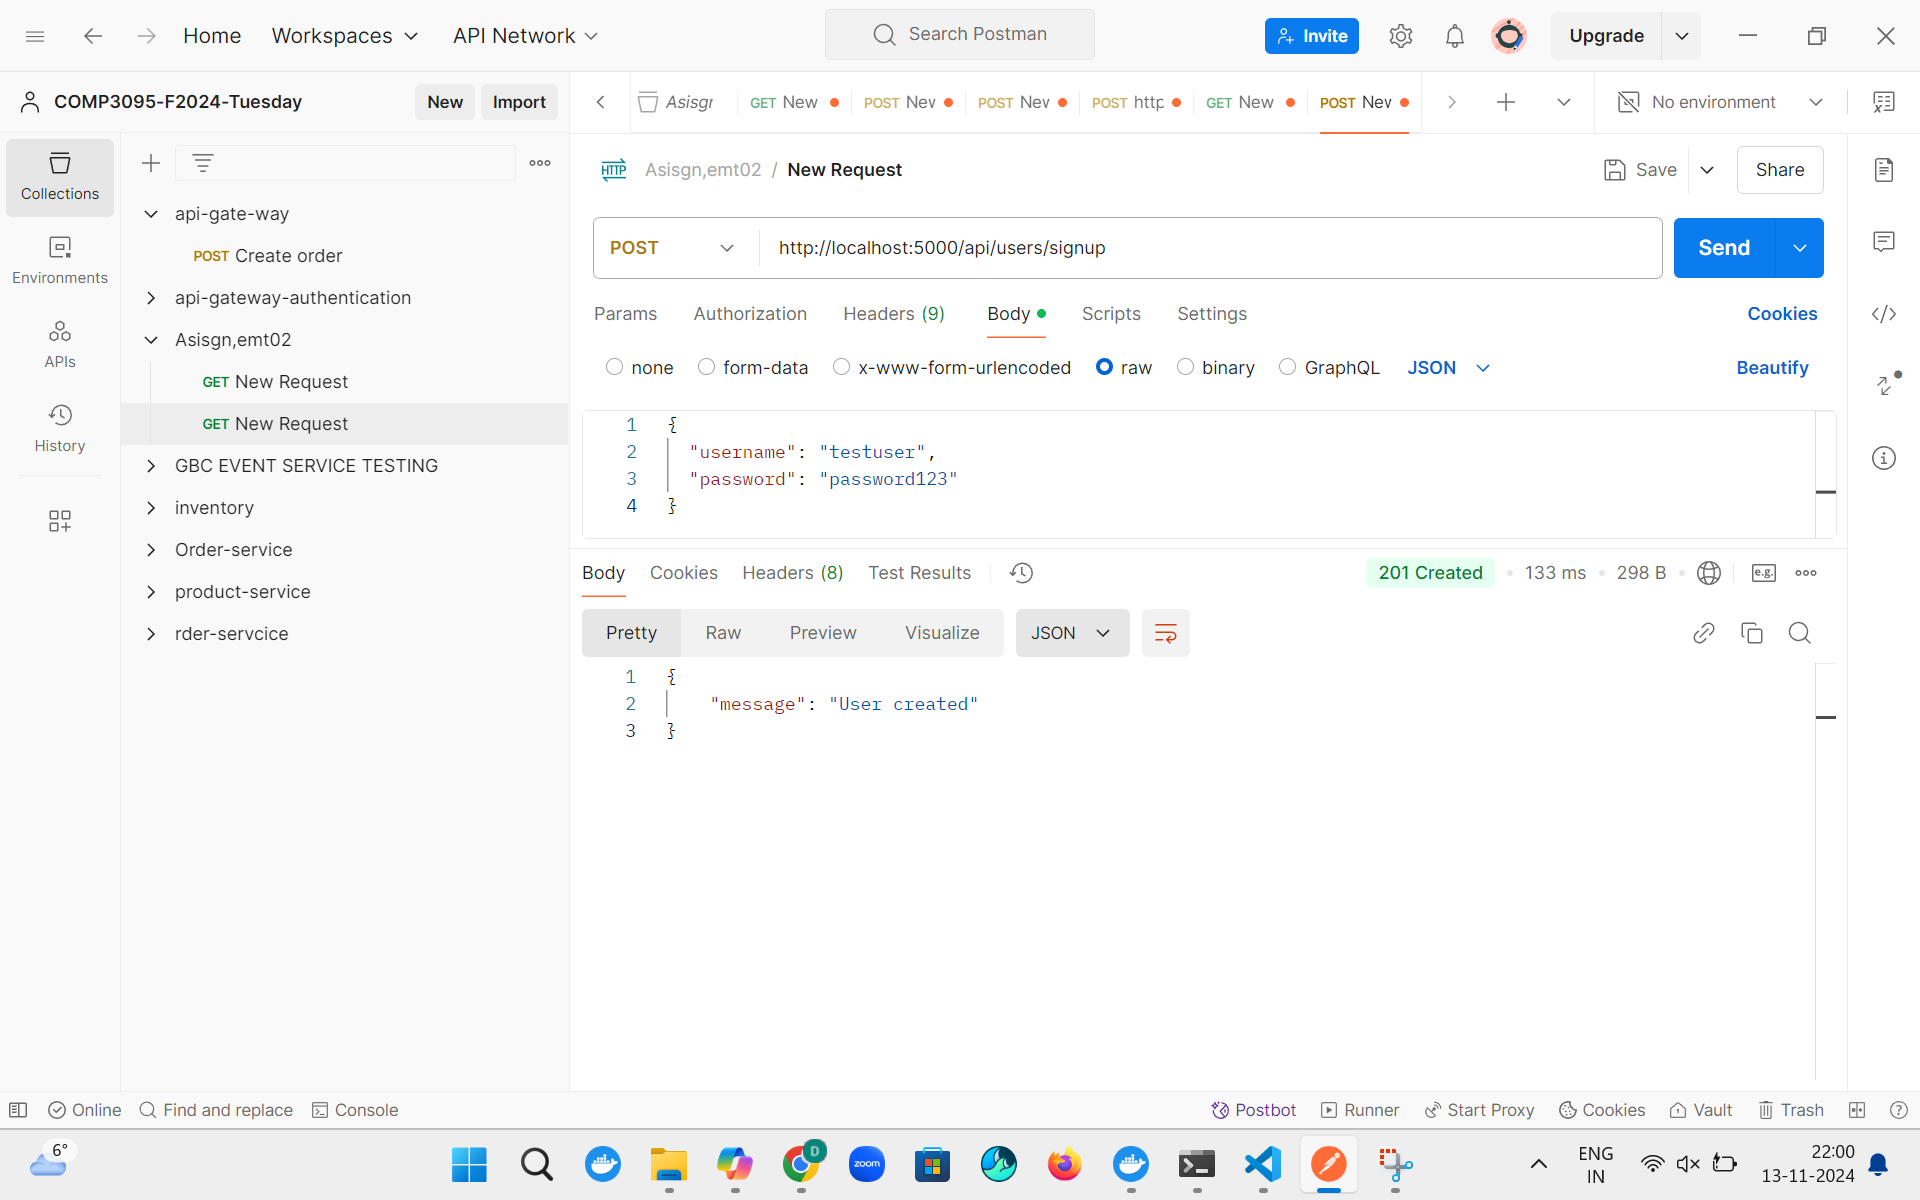 Home Workspaces API Network Search Postman Invite Upgrade
COMP3095-F2024-Tuesday New Import Asisgr GET New POST Nev POST Nev POST http GET New POST Nev No environment
Collections
Environments
APIs
History
api-gate-way
POST Create order
api-gateway-authentication
Asisgn,emt02
GET New Request
GET New Request
GBC EVENT SERVICE TESTING
inventory
Order-service
product-service
rder-servcice
HTTP Asisgn,emt02 / New Request Save Share
POST http://localhost:5000/api/users/signup Send
Params Authorization Headers (9) Body Scripts Settings Cookies
none form-data x-www-form-urlencoded raw binary GraphQL JSON Beautify
1 {
2 "username": "testuser",
3 "password": "password123"
4 }
Body Cookies Headers (8) Test Results 201 Created 133 ms 298 B e.g.
Pretty Raw Preview Visualize JSON
1 {
2 "message": "User created"
3 }
Online Find and replace Console Postbot Runner Start Proxy Cookies Vault Trash
6° D zoom ENG IN 22:00
13-11-2024